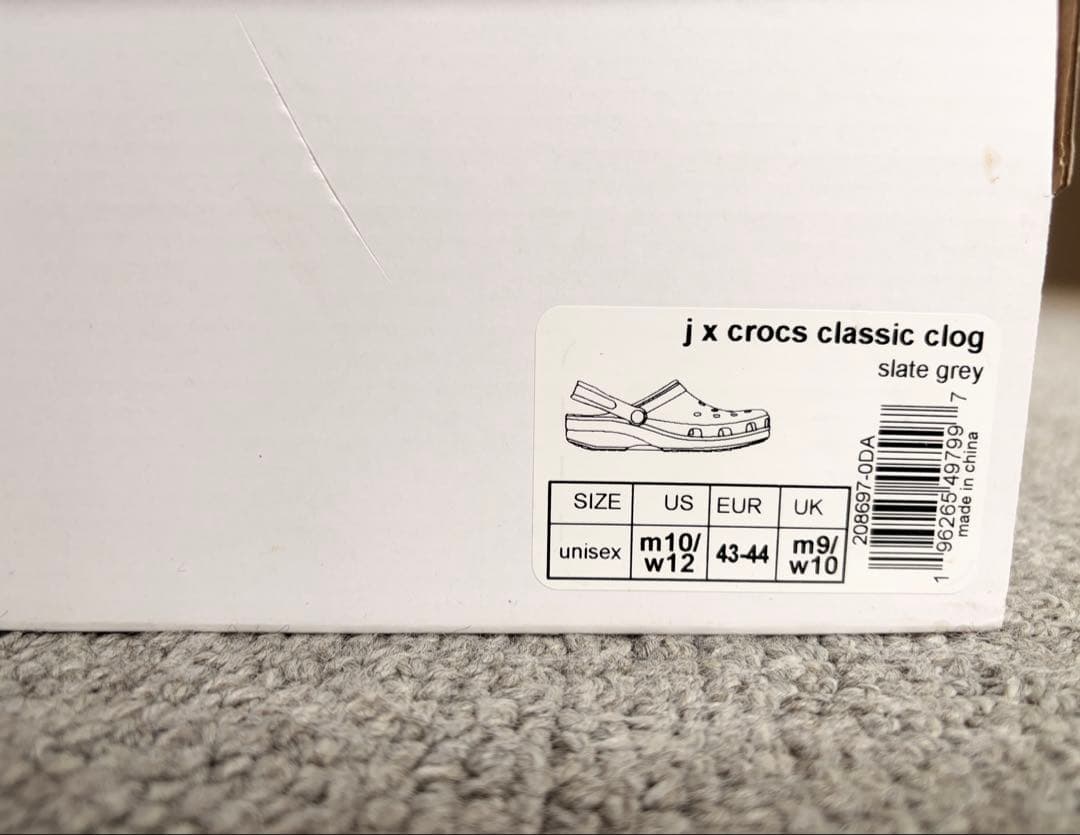 j x crocs classic clog
slate grey
SIZE US EUR UK
unisex m10/w12 43-44 m9/w10
208697-0DA
1 96265 49799 7
made in china